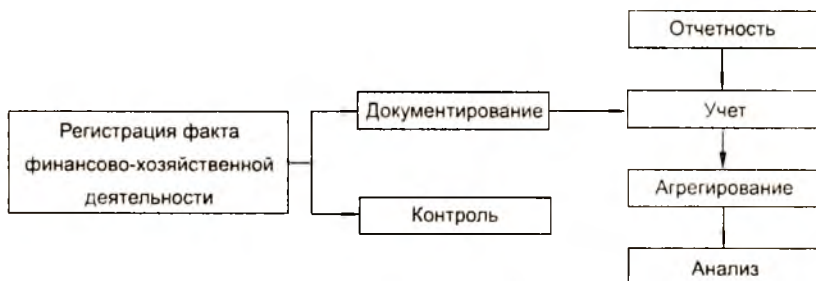 Отчетность
Документирование
Учет
Регистрация факта
финансово-хозяйственной
деятельности
Агрегирование
Контроль
Анализ